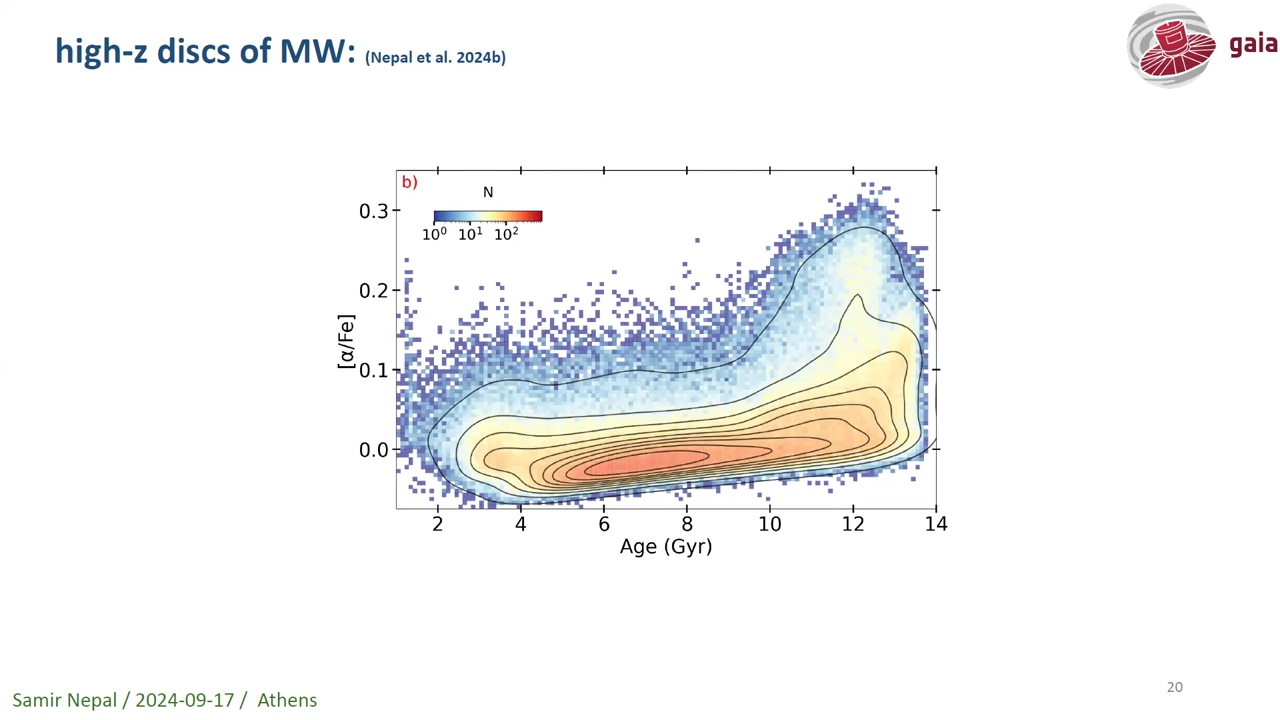 high-z discs of MW: (Nepal et al. 2024b)
gaia
b)
N
10⁰ 10¹ 10²
0.3
0.2
0.1
0.0
[α/Fe]
2 4 6 8 10 12 14
Age (Gyr)
Samir Nepal / 2024-09-17 / Athens
20